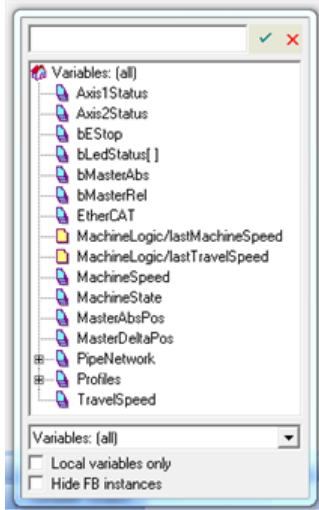 Variables: (all)
Axis1Status
Axis2Status
bEStop
bLedStatus[ ]
bMasterAbs
bMasterRel
EtherCAT
MachineLogic/lastMachineSpeed
MachineLogic/lastTravelSpeed
MachineSpeed
MachineState
MasterAbsPos
MasterDeltaPos
PipeNetwork
Profiles
TravelSpeed
Variables: (all)
Local variables only
Hide FB instances